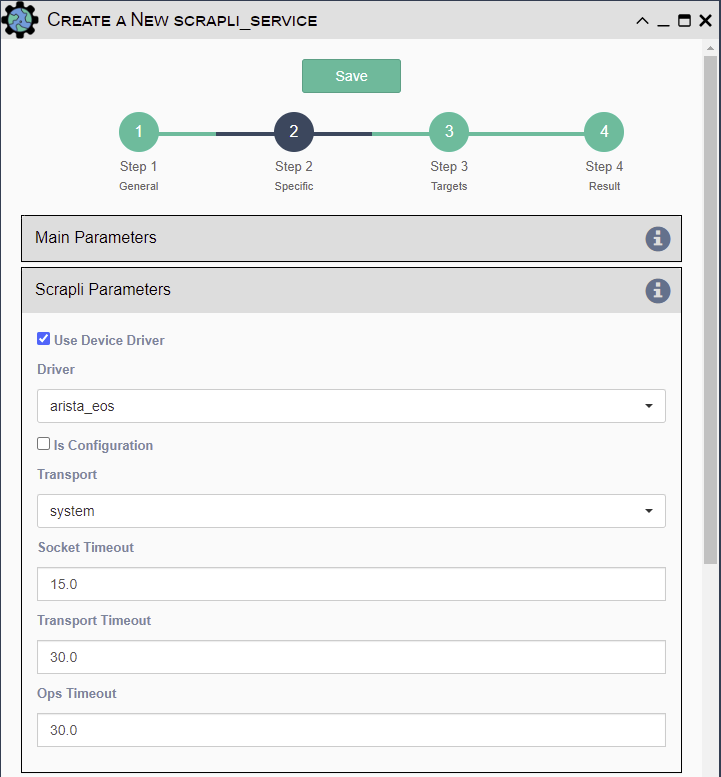 Create a New scrapli_service
Save
1
2
3
4
Step 1
Step 2
Step 3
Step 4
General
Specific
Targets
Result
Main Parameters
Scrapli Parameters
Use Device Driver
Driver
arista_eos
Is Configuration
Transport
system
Socket Timeout
15.0
Transport Timeout
30.0
Ops Timeout
30.0